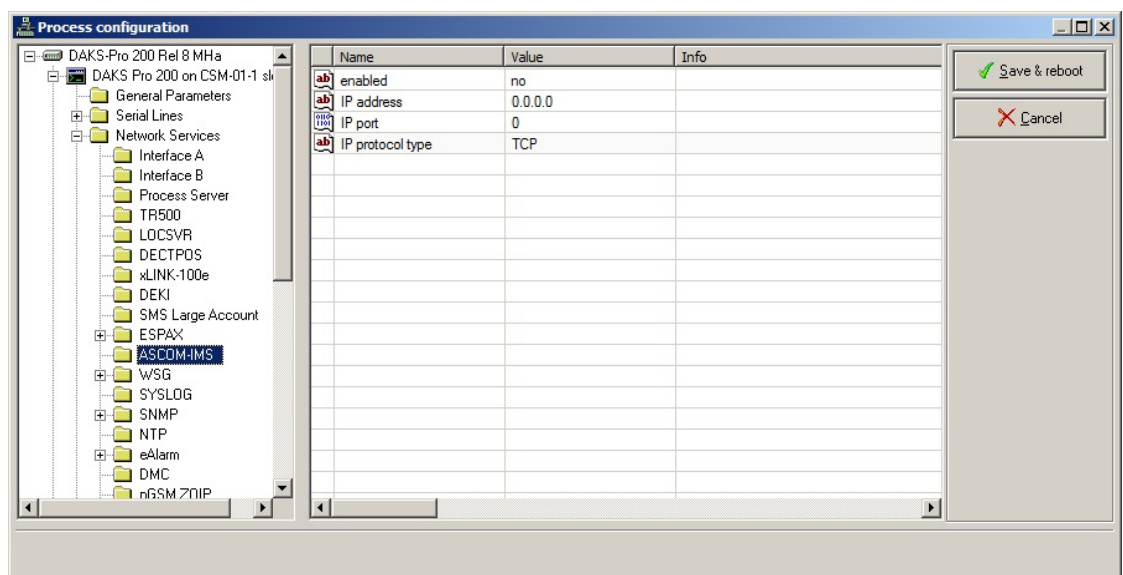 Process configuration
DAKS-Pro 200 Rel 8 MHa
DAKS Pro 200 on CSM-01-1
General Parameters
Serial Lines
Network Services
Interface A
Interface B
Process Server
TR500
LOCSVR
DECTPOS
xLINK-100e
DEKI
SMS Large Account
ESPAX
ASCOM-IMS
WSG
SYSLOG
SNMP
NTP
eAlarm
DMC
Name Value Info
enabled no
IP address 0.0.0.0
IP port 0
IP protocol type TCP
Save & reboot
Cancel